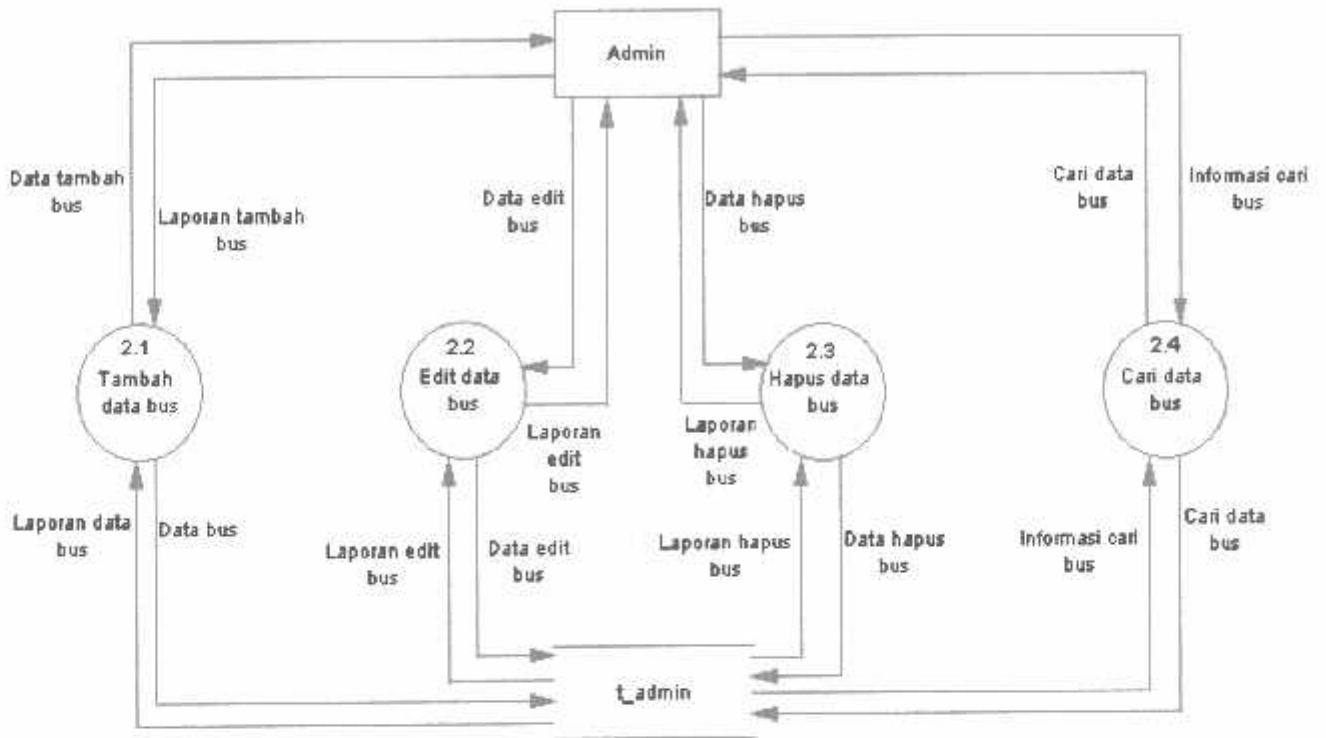 Admin
Data tambah
bus
Laporan tambah
bus
Data edit
bus
Data hapus
bus
Cari data
bus
Informasi cari
bus
2.1
Tambah
data bus
2.2
Edit data
bus
2.3
Hapus data
bus
2.4
Cari data
bus
Laporan
edit
bus
Laporan
hapus
bus
Laporan data
bus
Data bus
Laporan edit
bus
Data edit
bus
Laporan hapus
bus
Data hapus
bus
Informasi cari
bus
Cari data
bus
t_admin